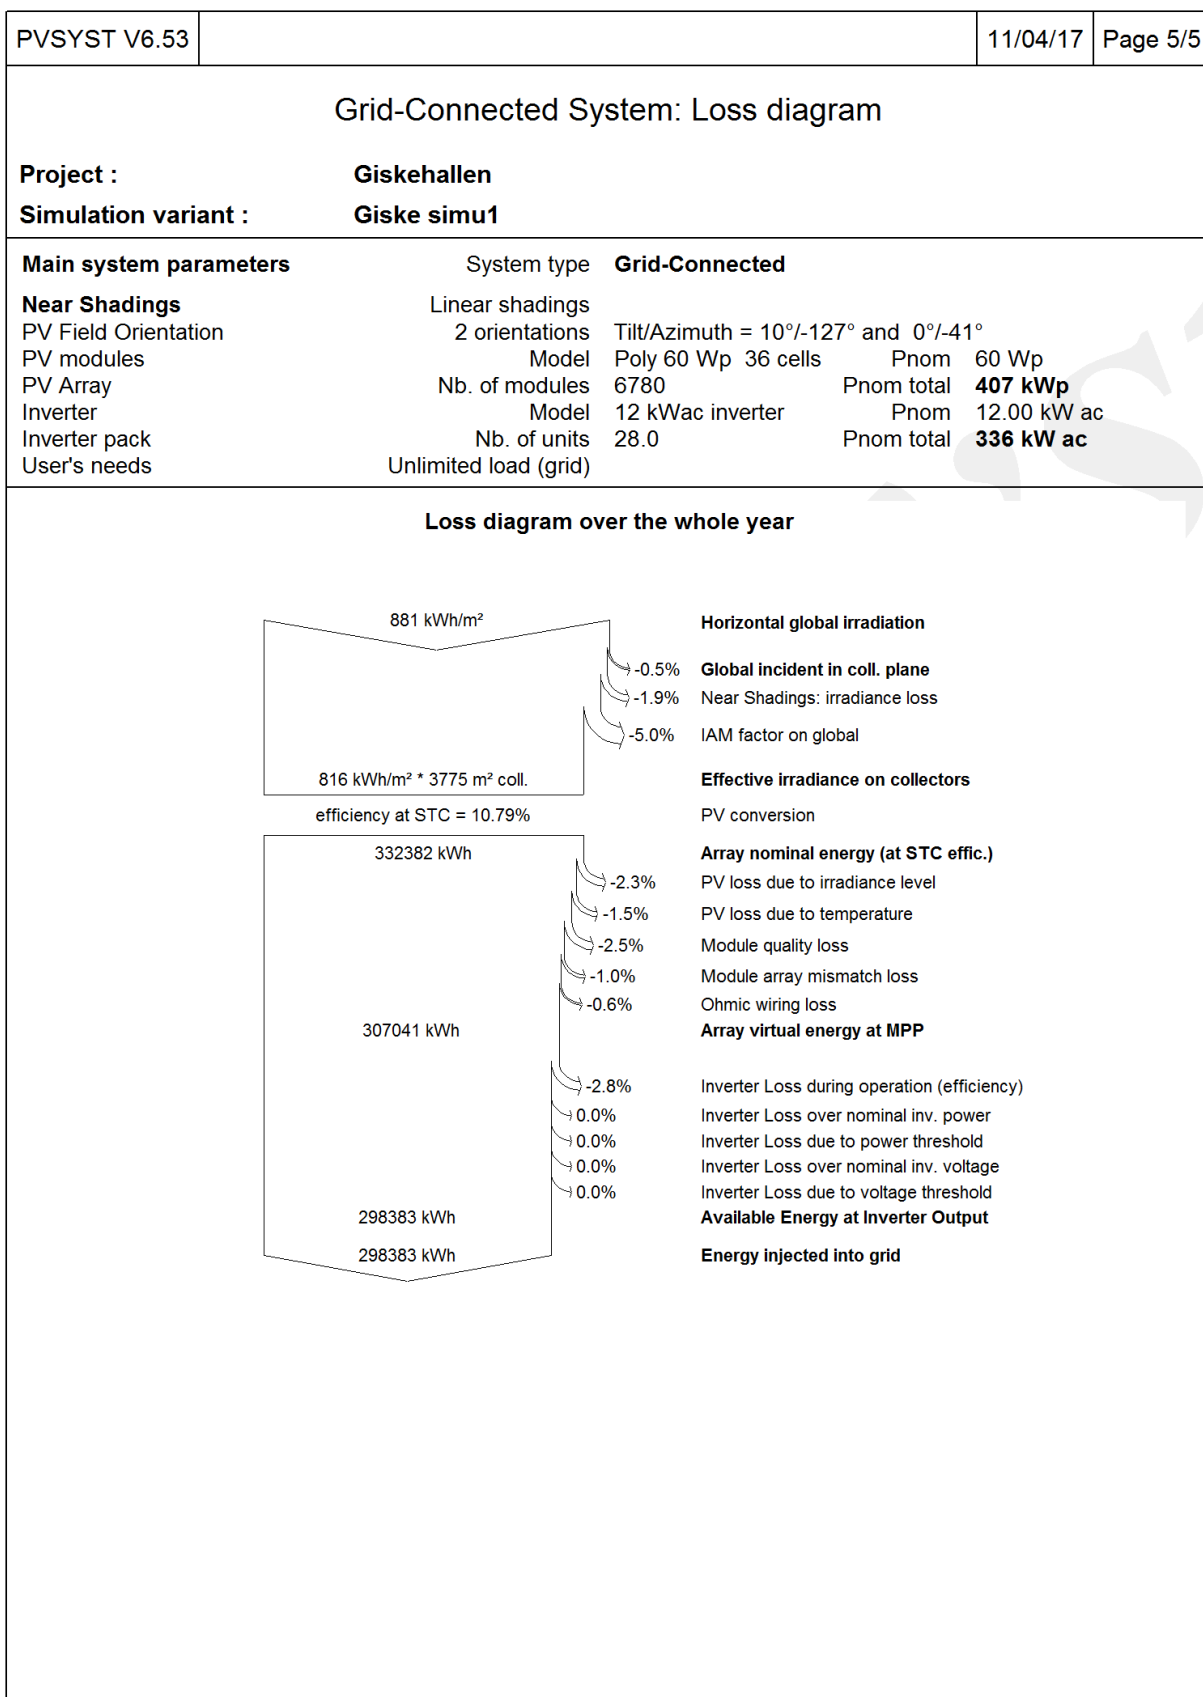 PVSYST V6.53 11/04/17 Page 5/5
Grid-Connected System: Loss diagram
Project : Giskehallen
Simulation variant : Giske simu1
Main system parameters System type Grid-Connected
Near Shadings Linear shadings
PV Field Orientation 2 orientations Tilt/Azimuth = 10°/-127° and 0°/-41°
PV modules Model Poly 60 Wp 36 cells Pnom 60 Wp
PV Array Nb. of modules 6780 Pnom total 407 kWp
Inverter Model 12 kWac inverter Pnom 12.00 kW ac
Inverter pack Nb. of units 28.0 Pnom total 336 kW ac
User's needs Unlimited load (grid)
Loss diagram over the whole year
881 kWh/m² Horizontal global irradiation
-0.5% Global incident in coll. plane
-1.9% Near Shadings: irradiance loss
-5.0% IAM factor on global
816 kWh/m² * 3775 m² coll. Effective irradiance on collectors
efficiency at STC = 10.79% PV conversion
332382 kWh Array nominal energy (at STC effic.)
-2.3% PV loss due to irradiance level
-1.5% PV loss due to temperature
-2.5% Module quality loss
-1.0% Module array mismatch loss
-0.6% Ohmic wiring loss
307041 kWh Array virtual energy at MPP
-2.8% Inverter Loss during operation (efficiency)
0.0% Inverter Loss over nominal inv. power
0.0% Inverter Loss due to power threshold
0.0% Inverter Loss over nominal inv. voltage
0.0% Inverter Loss due to voltage threshold
298383 kWh Available Energy at Inverter Output
298383 kWh Energy injected into grid